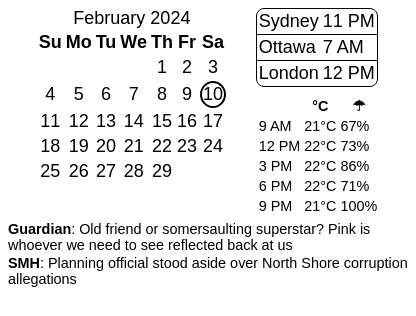 February 2024
Su Mo Tu We Th Fr Sa
1 2 3
4 5 6 7 8 9 10
11 12 13 14 15 16 17
18 19 20 21 22 23 24
25 26 27 28 29
Sydney 11 PM
Ottawa 7 AM
London 12 PM
°C ☂
9 AM 21°C 67%
12 PM 22°C 73%
3 PM 22°C 86%
6 PM 22°C 71%
9 PM 21°C 100%
Guardian: Old friend or somersaulting superstar? Pink is
whoever we need to see reflected back at us
SMH: Planning official stood aside over North Shore corruption
allegations